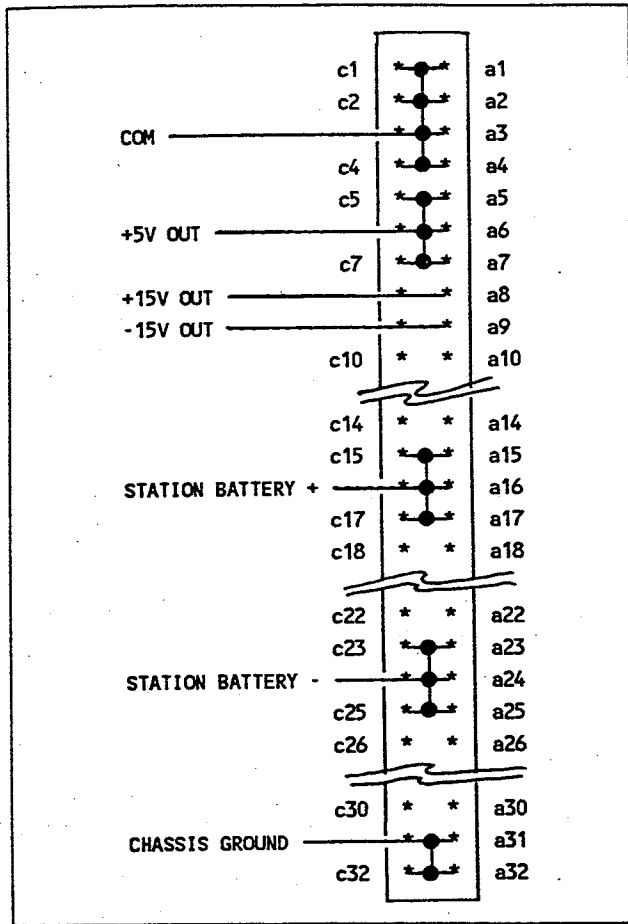 c1 * * a1
c2 * * a2
COM * * a3
c4 * * a4
c5 * * a5
+5V OUT * * a6
c7 * * a7
+15V OUT * * a8
-15V OUT * * a9
c10 * * a10
c14 * * a14
c15 * * a15
STATION BATTERY + * * a16
c17 * * a17
c18 * * a18
c22 * * a22
c23 * * a23
STATION BATTERY - * * a24
c25 * * a25
c26 * * a26
c30 * * a30
CHASSIS GROUND * * a31
c32 * * a32